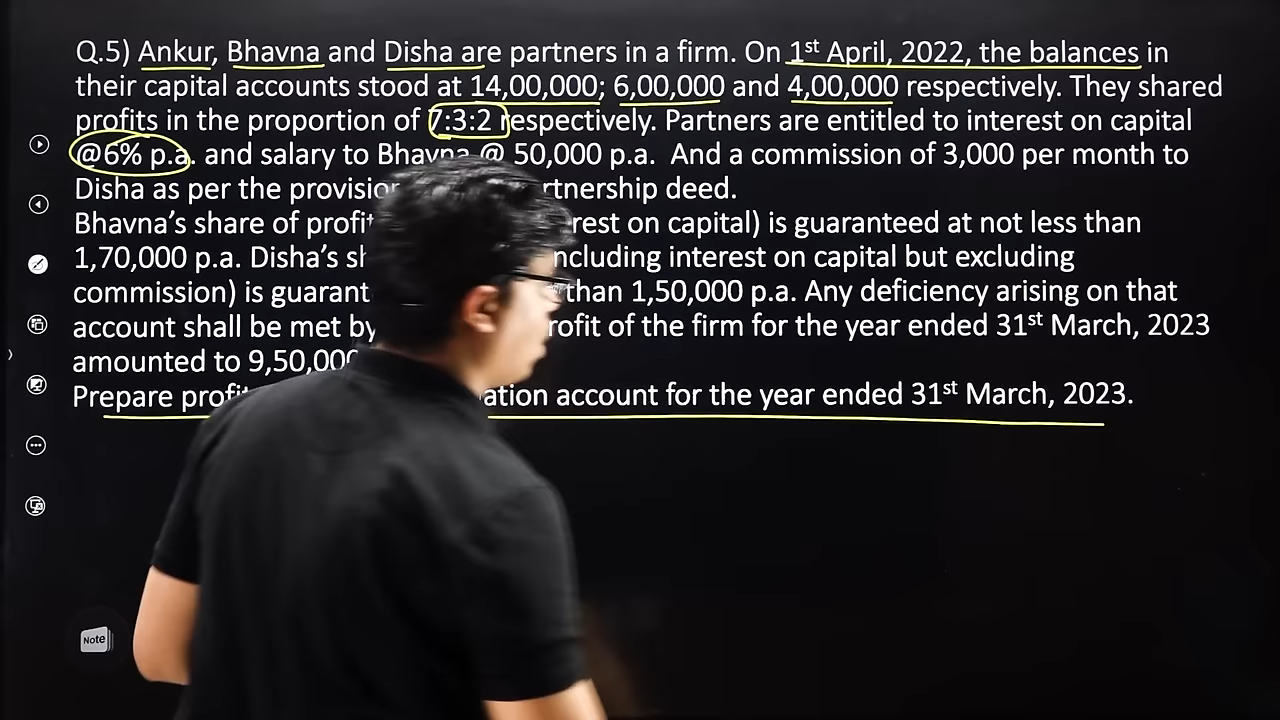 Q.5) Ankur, Bhavna and Disha are partners in a firm. On 1st April, 2022, the balances in
their capital accounts stood at 14,00,000; 6,00,000 and 4,00,000 respectively. They shared
profits in the proportion of 7:3:2 respectively. Partners are entitled to interest on capital
@6% p.a. and salary to Bhavna @ 50,000 p.a. And a commission of 3,000 per month to
Disha as per the rtnership deed.
Bhavna's share of rest on capital) is guaranteed at not less than
1,70,000 p.a. Disha's ncluding interest on capital but excluding
commission) is than 1,50,000 p.a. Any deficiency arising on that
account shall be met by rofit of the firm for the year ended 31st March, 2023
amounted to 9,50,000
Prepare ation account for the year ended 31st March, 2023.
Note